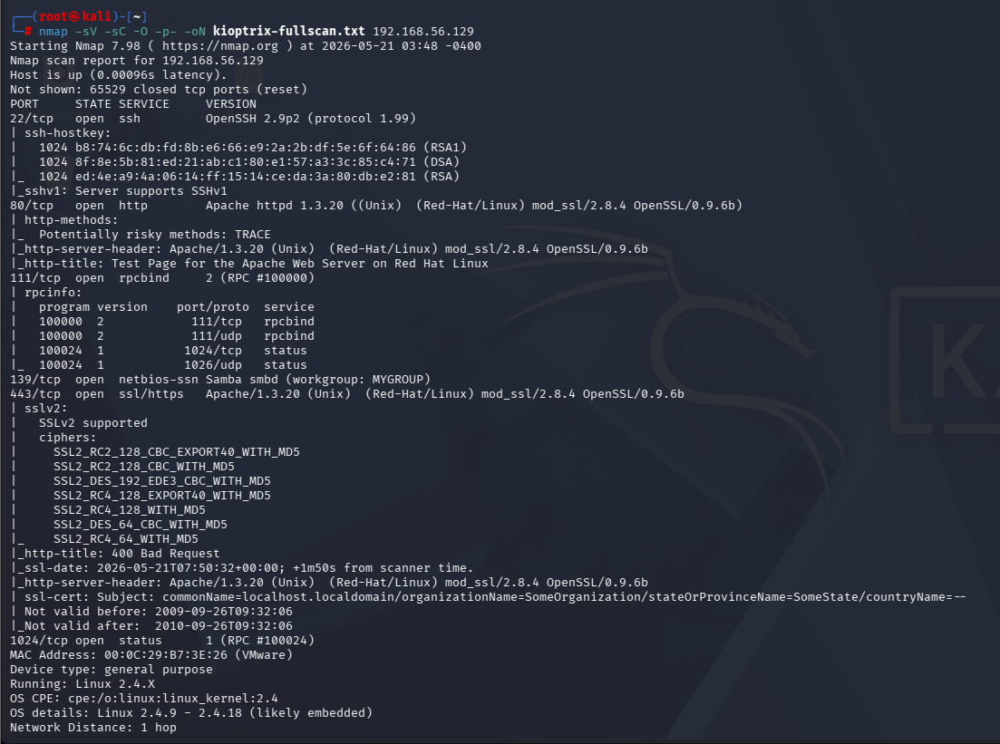 ┌──(root㉿kali)-[~]
└─# nmap -sV -sC -O -p- -oN kioptrix-fullscan.txt 192.168.56.129
Starting Nmap 7.98 ( https://nmap.org ) at 2026-05-21 03:48 -0400
Nmap scan report for 192.168.56.129
Host is up (0.00096s latency).
Not shown: 65529 closed tcp ports (reset)
PORT     STATE SERVICE     VERSION
22/tcp   open  ssh         OpenSSH 2.9p2 (protocol 1.99)
| ssh-hostkey:
|   1024 b8:74:6c:db:fd:8b:e6:66:e9:2a:2b:df:5e:6f:64:86 (RSA1)
|   1024 8f:8e:5b:81:ed:21:ab:c1:80:e1:57:a3:3c:85:c4:71 (DSA)
|_  1024 ed:4e:a9:4a:06:14:ff:15:14:ce:da:3a:80:db:e2:81 (RSA)
|_sshv1: Server supports SSHv1
80/tcp   open  http        Apache httpd 1.3.20 ((Unix)  (Red-Hat/Linux) mod_ssl/2.8.4 OpenSSL/0.9.6b)
| http-methods:
|_  Potentially risky methods: TRACE
|_http-server-header: Apache/1.3.20 (Unix)  (Red-Hat/Linux) mod_ssl/2.8.4 OpenSSL/0.9.6b
|_http-title: Test Page for the Apache Web Server on Red Hat Linux
111/tcp  open  rpcbind     2 (RPC #100000)
| rpcinfo:
|   program version    port/proto  service
|   100000  2            111/tcp   rpcbind
|   100000  2            111/udp   rpcbind
|   100024  1           1024/tcp   status
|_  100024  1           1026/udp   status
139/tcp  open  netbios-ssn Samba smbd (workgroup: MYGROUP)
443/tcp  open  ssl/https   Apache/1.3.20 (Unix)  (Red-Hat/Linux) mod_ssl/2.8.4 OpenSSL/0.9.6b
| sslv2:
|   SSLv2 supported
|   ciphers:
|     SSL2_RC2_128_CBC_EXPORT40_WITH_MD5
|     SSL2_RC2_128_CBC_WITH_MD5
|     SSL2_DES_192_EDE3_CBC_WITH_MD5
|     SSL2_RC4_128_EXPORT40_WITH_MD5
|     SSL2_RC4_128_WITH_MD5
|     SSL2_DES_64_CBC_WITH_MD5
|_    SSL2_RC4_64_WITH_MD5
|_http-title: 400 Bad Request
|_ssl-date: 2026-05-21T07:50:32+00:00; +1m50s from scanner time.
|_http-server-header: Apache/1.3.20 (Unix)  (Red-Hat/Linux) mod_ssl/2.8.4 OpenSSL/0.9.6b
| ssl-cert: Subject: commonName=localhost.localdomain/organizationName=SomeOrganization/stateOrProvinceName=SomeState/countryName=--
| Not valid before: 2009-09-26T09:32:06
|_Not valid after:  2010-09-26T09:32:06
1024/tcp open  status      1 (RPC #100024)
MAC Address: 00:0C:29:B7:3E:26 (VMware)
Device type: general purpose
Running: Linux 2.4.X
OS CPE: cpe:/o:linux:linux_kernel:2.4
OS details: Linux 2.4.9 - 2.4.18 (likely embedded)
Network Distance: 1 hop